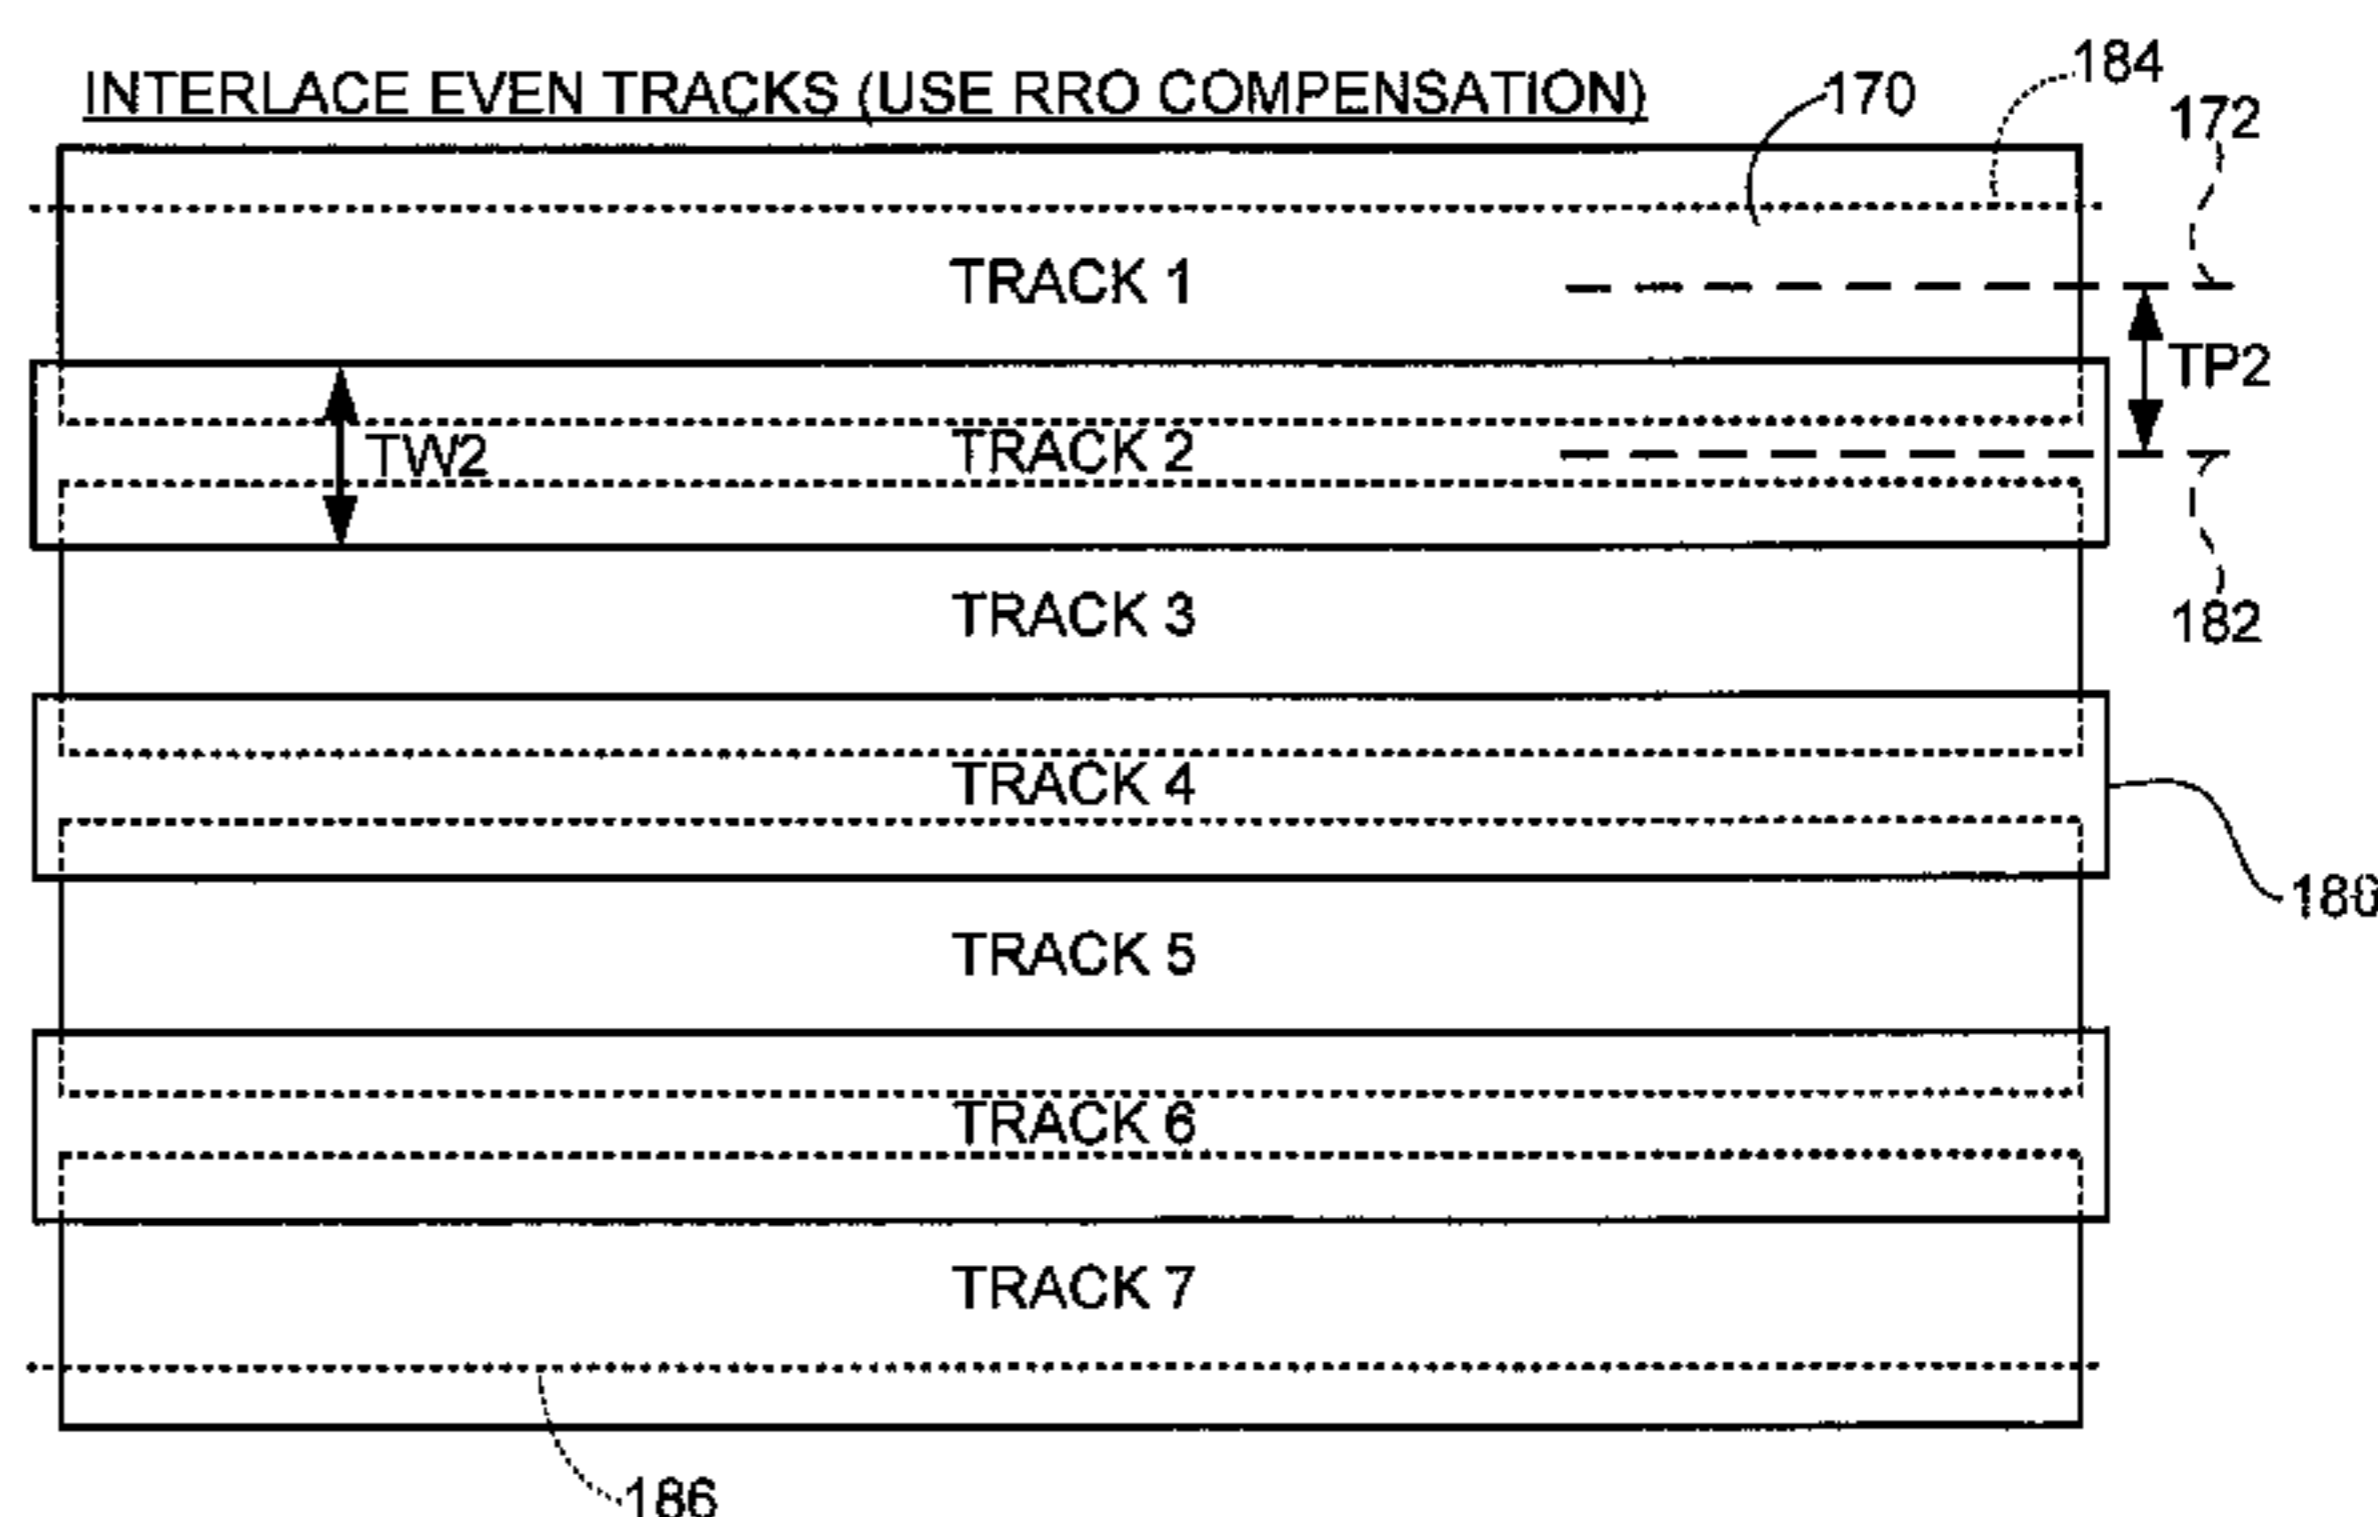 INTERLACE EVEN TRACKS (USE RRO COMPENSATION)
184
170
172
TRACK 1
TP2
TW2
TRACK 2
TRACK 3
182
TRACK 4
TRACK 5
TRACK 6
TRACK 7
186